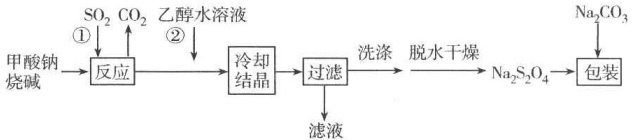 SO₂ CO₂ 乙醇水溶液 Na₂CO₃
① ②
甲酸钠
烧碱
反应
冷却
结晶
过滤
洗涤 脱水干燥
Na₂S₂O₄
包装
滤液